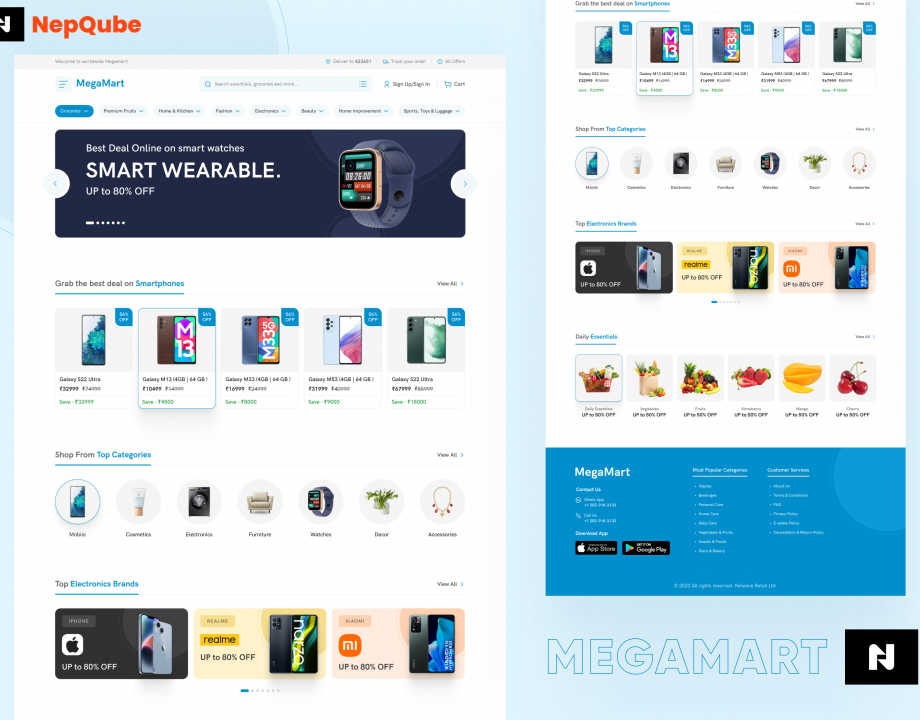 N
NepQube
Welcome to worldwide Megamart!
Deliver to 423651
Track your order
All Offers
MegaMart
Search essentials, groceries and more...
Sign Up/Sign In
Cart
Groceries
Premium Fruits
Home & Kitchen
Fashion
Electronics
Beauty
Home Improvement
Sports, Toys & Luggage
Best Deal Online on smart watches
SMART WEARABLE.
UP to 80% OFF
Grab the best deal on Smartphones
View All
56% OFF
56% OFF
56% OFF
56% OFF
56% OFF
M 13
M33 5G
Galaxy S22 Ultra
₹32999 ₹74999
Save - ₹32999
Galaxy M13 (4GB | 64 GB )
₹10499 ₹14999
Save - ₹4500
Galaxy M33 (4GB | 64 GB )
₹16999 ₹24999
Save - ₹8000
Galaxy M53 (4GB | 64 GB )
₹31999 ₹40999
Save - ₹9000
Galaxy S22 Ultra
₹67999 ₹85999
Save - ₹18000
Shop From Top Categories
View All
Mobile
Cosmetics
Electronics
Furniture
Watches
Decor
Accessories
Top Electronics Brands
View All
IPHONE
UP to 80% OFF
REALME
realme
UP to 80% OFF
narzo
XIAOMI
mi
UP to 80% OFF
Grab the best deal on Smartphones
View All
56% OFF
56% OFF
56% OFF
56% OFF
56% OFF
M 13
M33 5G
Galaxy S22 Ultra
₹32999 ₹74999
Save - ₹32999
Galaxy M13 (4GB | 64 GB )
₹10499 ₹14999
Save - ₹4500
Galaxy M33 (4GB | 64 GB )
₹16999 ₹24999
Save - ₹8000
Galaxy M53 (4GB | 64 GB )
₹31999 ₹40999
Save - ₹9000
Galaxy S22 Ultra
₹67999 ₹85999
Save - ₹18000
Shop From Top Categories
View All
Mobile
Cosmetics
Electronics
Furniture
Watches
Decor
Accessories
Top Electronics Brands
View All
IPHONE
UP to 80% OFF
REALME
realme
UP to 80% OFF
narzo
XIAOMI
mi
UP to 80% OFF
Daily Essentials
View All
Daily Essentials
UP to 50% OFF
Vegitables
UP to 50% OFF
Fruits
UP to 50% OFF
Strowberry
UP to 50% OFF
Mango
UP to 50% OFF
Cherry
UP to 50% OFF
MegaMart
Contact Us
Whats App
+1 202-918-2132
Call Us
+1 202-918-2132
Download App
App Store
GET IT ON
Google Play
Most Popular Categories
Staples
Beverages
Personal Care
Home Care
Baby Care
Vegetables & Fruits
Snacks & Foods
Dairy & Bakery
Customer Services
About Us
Terms & Conditions
FAQ
Privacy Policy
E-waste Policy
Cancellation & Return Policy
© 2022 All rights reserved. Reliance Retail Ltd.
MEGAMART
N